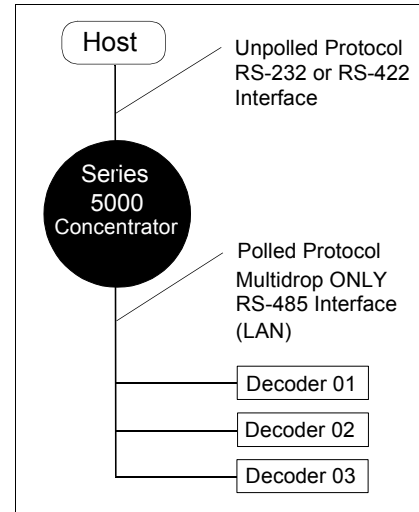 Host
Unpolled Protocol
RS-232 or RS-422
Interface
Series
5000
Concentrator
Polled Protocol
Multidrop ONLY
RS-485 Interface
(LAN)
Decoder 01
Decoder 02
Decoder 03